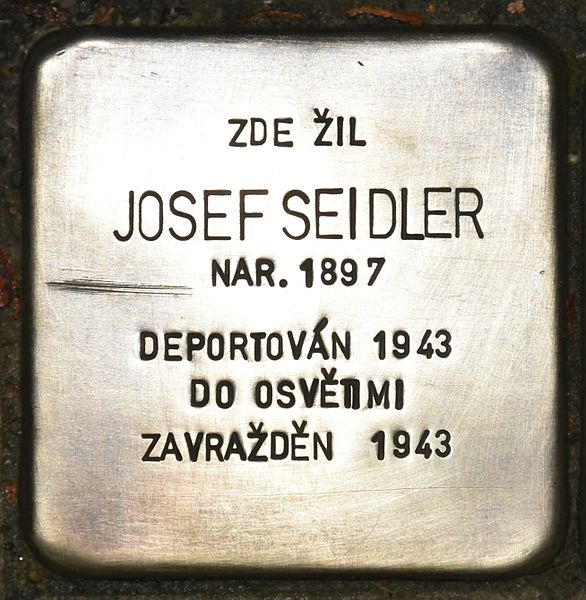 ZDE ŽIL
JOSEF SEIDLER
NAR. 1897
DEPORTOVÁN 1943
DO OSVĚTIMI
ZAVRAŽDĚN 1943